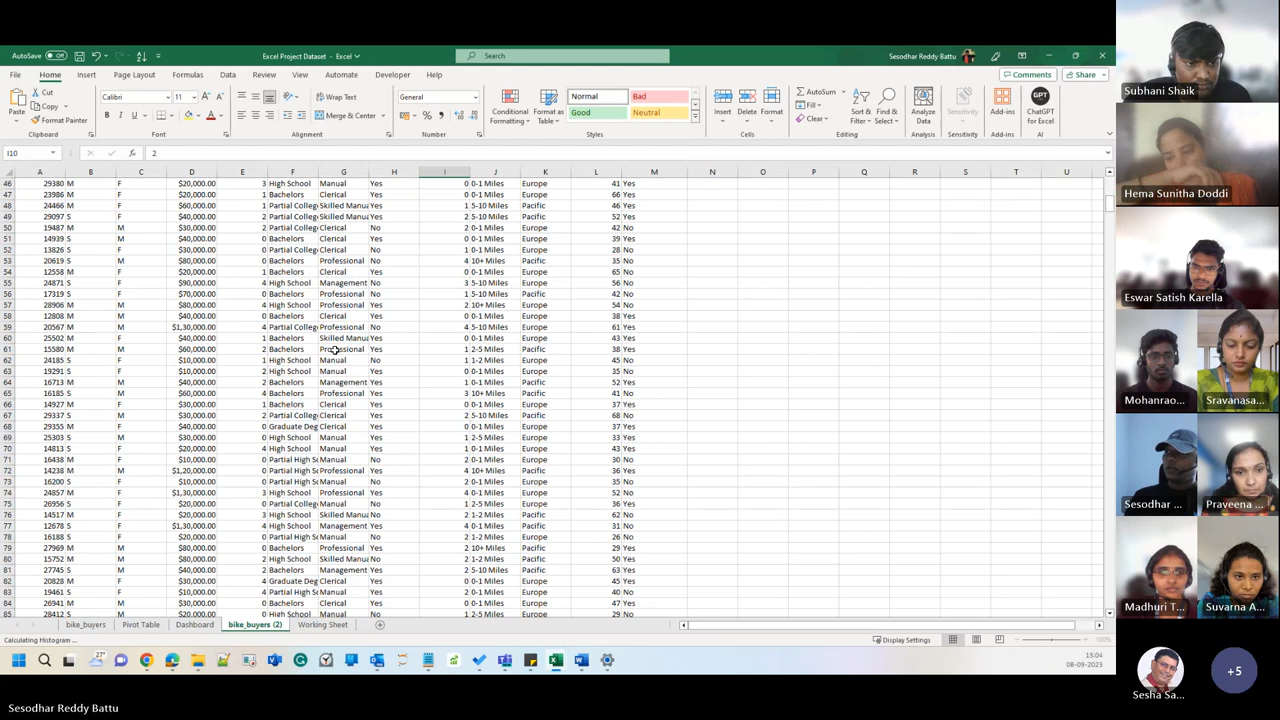 AutoSave Off
Excel Project Dataset - Excel
Search
Sesodhar Reddy Battu
File Home Insert Page Layout Formulas Data Review View Automate Developer Help
Comments Share
Paste
Cut
Copy
Format Painter
Clipboard
Calibri 11
B I U
Font
Wrap Text
Merge & Center
Alignment
General
Number
Conditional Formatting
Format as Table
Normal Bad
Good Neutral
Styles
Insert Delete Format
Cells
AutoSum
Fill
Clear
Sort & Filter
Find & Select
Editing
Analyze Data
Analysis
Sensitivity
Sensitivity
Add-ins
Add-ins
GPT
GPT for Excel
AI
I10 2
A B C D E F G H I J K L M N O P Q R S T U
46 29380 M F $20,000.00 3 High School Manual Yes 0 0-1 Miles Europe 41 Yes
47 23986 M F $20,000.00 1 Bachelors Clerical Yes 0 0-1 Miles Europe 66 Yes
48 24466 M F $60,000.00 1 Partial Colleg Skilled Manua Yes 1 5-10 Miles Pacific 46 Yes
49 29097 S F $40,000.00 2 Partial Colleg Skilled Manua Yes 2 5-10 Miles Pacific 52 Yes
50 19487 M M $30,000.00 2 Partial Colleg Clerical No 2 0-1 Miles Europe 42 No
51 14939 S M $40,000.00 0 Bachelors Clerical Yes 0 0-1 Miles Europe 39 Yes
52 13826 S F $30,000.00 0 Partial Colleg Clerical No 1 0-1 Miles Europe 28 No
53 20619 S M $80,000.00 0 Bachelors Professional No 4 10+ Miles Pacific 35 No
54 12558 M F $20,000.00 1 Bachelors Clerical Yes 0 0-1 Miles Europe 65 No
55 24871 S F $90,000.00 4 High School Management No 3 5-10 Miles Europe 56 No
56 17319 S F $70,000.00 0 Bachelors Professional No 1 5-10 Miles Pacific 42 No
57 28906 M M $80,000.00 4 High School Professional Yes 2 10+ Miles Europe 54 No
58 12808 M M $40,000.00 0 Bachelors Clerical Yes 0 0-1 Miles Europe 38 Yes
59 20567 M M $1,30,000.00 4 Partial Colleg Professional No 4 5-10 Miles Europe 61 Yes
60 25502 M F $40,000.00 1 Bachelors Skilled Manua Yes 0 0-1 Miles Europe 43 Yes
61 15580 M M $60,000.00 2 Bachelors Professional Yes 1 2-5 Miles Pacific 38 Yes
62 24185 S F $10,000.00 1 High School Manual No 1 1-2 Miles Europe 45 No
63 19291 S F $10,000.00 2 High School Manual Yes 0 0-1 Miles Europe 35 No
64 16713 M M $40,000.00 2 Bachelors Management Yes 1 0-1 Miles Pacific 52 Yes
65 16185 S M $60,000.00 4 Bachelors Professional Yes 3 10+ Miles Pacific 41 No
66 14927 M F $30,000.00 1 Bachelors Clerical Yes 0 0-1 Miles Europe 37 Yes
67 29337 S M $30,000.00 2 Partial Colleg Clerical Yes 2 5-10 Miles Pacific 68 No
68 29355 M F $40,000.00 0 Graduate Deg Clerical Yes 0 0-1 Miles Europe 37 Yes
69 25303 S M $30,000.00 0 High School Manual Yes 1 2-5 Miles Europe 33 Yes
70 14813 S F $20,000.00 4 High School Manual Yes 1 0-1 Miles Europe 43 Yes
71 16438 M F $10,000.00 0 Partial High Sc Manual No 2 0-1 Miles Europe 30 No
72 14238 M M $1,20,000.00 0 Partial High Sc Professional Yes 4 10+ Miles Pacific 36 Yes
73 16200 S F $10,000.00 0 Partial High Sc Manual No 2 0-1 Miles Europe 35 No
74 24857 M F $1,30,000.00 3 High School Professional Yes 4 0-1 Miles Europe 52 No
75 26956 S F $20,000.00 0 Partial Colleg Manual No 1 2-5 Miles Europe 36 Yes
76 14517 M F $20,000.00 3 High School Skilled Manua No 2 1-2 Miles Pacific 62 No
77 12678 M F $1,30,000.00 4 High School Management Yes 4 0-1 Miles Pacific 31 No
78 16188 S F $20,000.00 0 Partial High Sc Manual No 2 1-2 Miles Europe 26 No
79 27969 M M $80,000.00 0 Bachelors Professional Yes 2 10+ Miles Pacific 29 Yes
80 15752 M M $80,000.00 2 High School Skilled Manua No 2 1-2 Miles Pacific 50 Yes
81 27745 S M $40,000.00 2 Bachelors Management Yes 2 5-10 Miles Pacific 63 Yes
82 20828 M F $30,000.00 4 Graduate Deg Clerical Yes 0 0-1 Miles Europe 45 Yes
83 19461 S F $10,000.00 4 Partial High Sc Manual Yes 2 0-1 Miles Europe 40 No
84 26941 M M $30,000.00 0 Bachelors Clerical Yes 0 0-1 Miles Europe 47 Yes
85 28412 S M $20,000.00 0 High School Manual No 1 2-5 Miles Europe 29 No
bike_buyers Pivot Table Dashboard bike_buyers (2) Working Sheet
Calculating Histogram
Display Settings
100%
27°
15:04
08-09-2023
Sesodhar Reddy Battu
Subhani Shaik
Hema Sunitha Doddi
Eswar Satish Karella
Mohanrao... Sravanasa...
Sesodhar ... Praveena ...
Madhuri T... Suvarna A...
Sesha Sa... +5